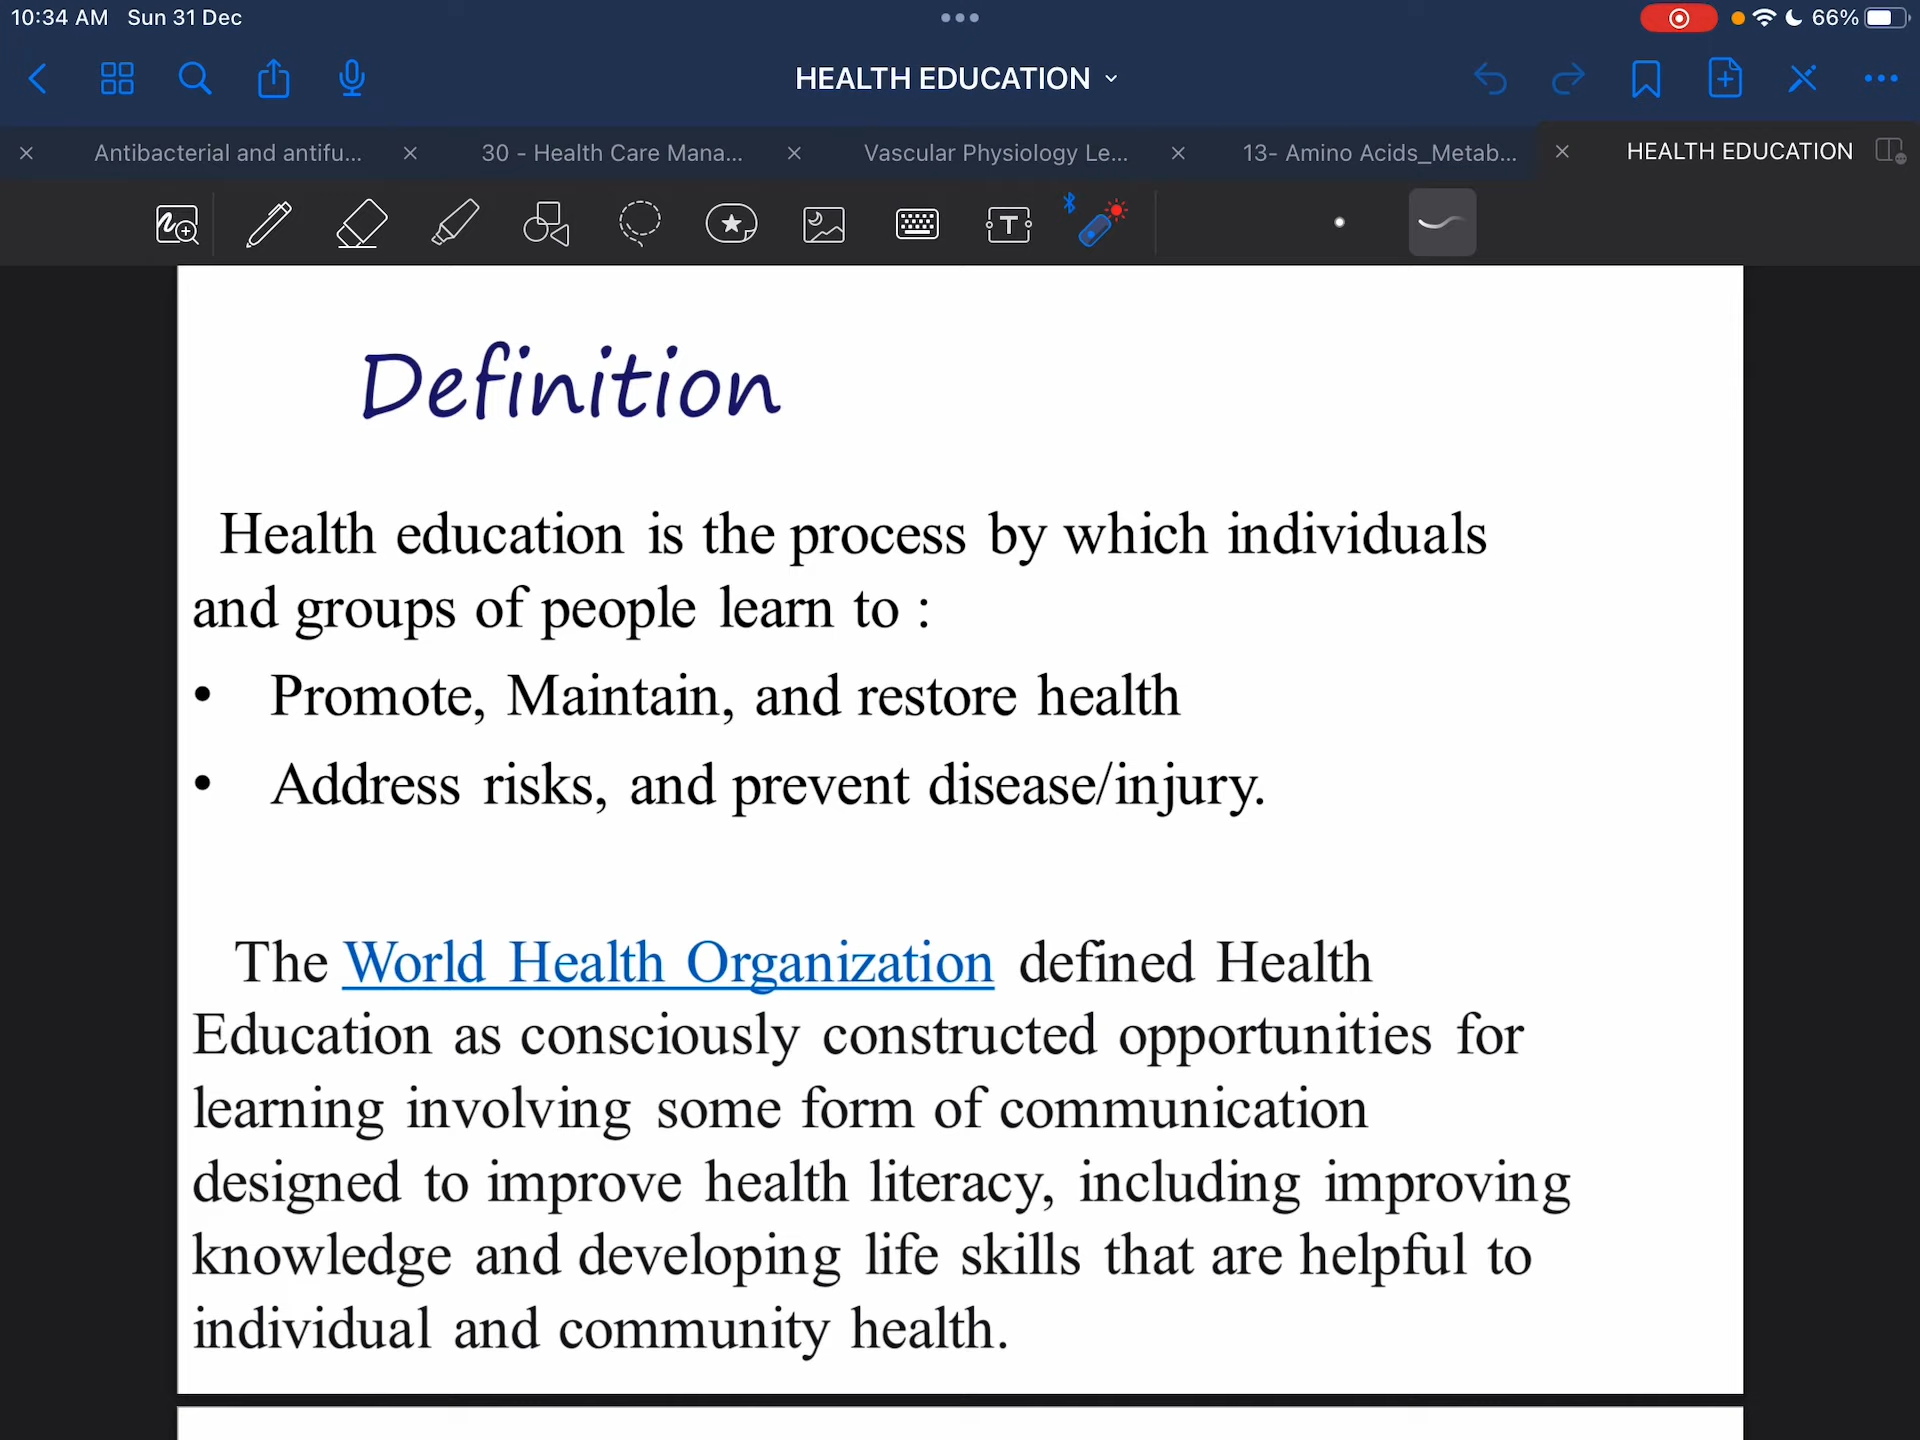 10:34 AM Sun 31 Dec
66%
HEALTH EDUCATION
Antibacterial and antifu...
30 - Health Care Mana...
Vascular Physiology Le...
13- Amino Acids_Metab...
HEALTH EDUCATION
T
Definition
Health education is the process by which individuals
and groups of people learn to :
• Promote, Maintain, and restore health
• Address risks, and prevent disease/injury.
The World Health Organization defined Health
Education as consciously constructed opportunities for
learning involving some form of communication
designed to improve health literacy, including improving
knowledge and developing life skills that are helpful to
individual and community health.